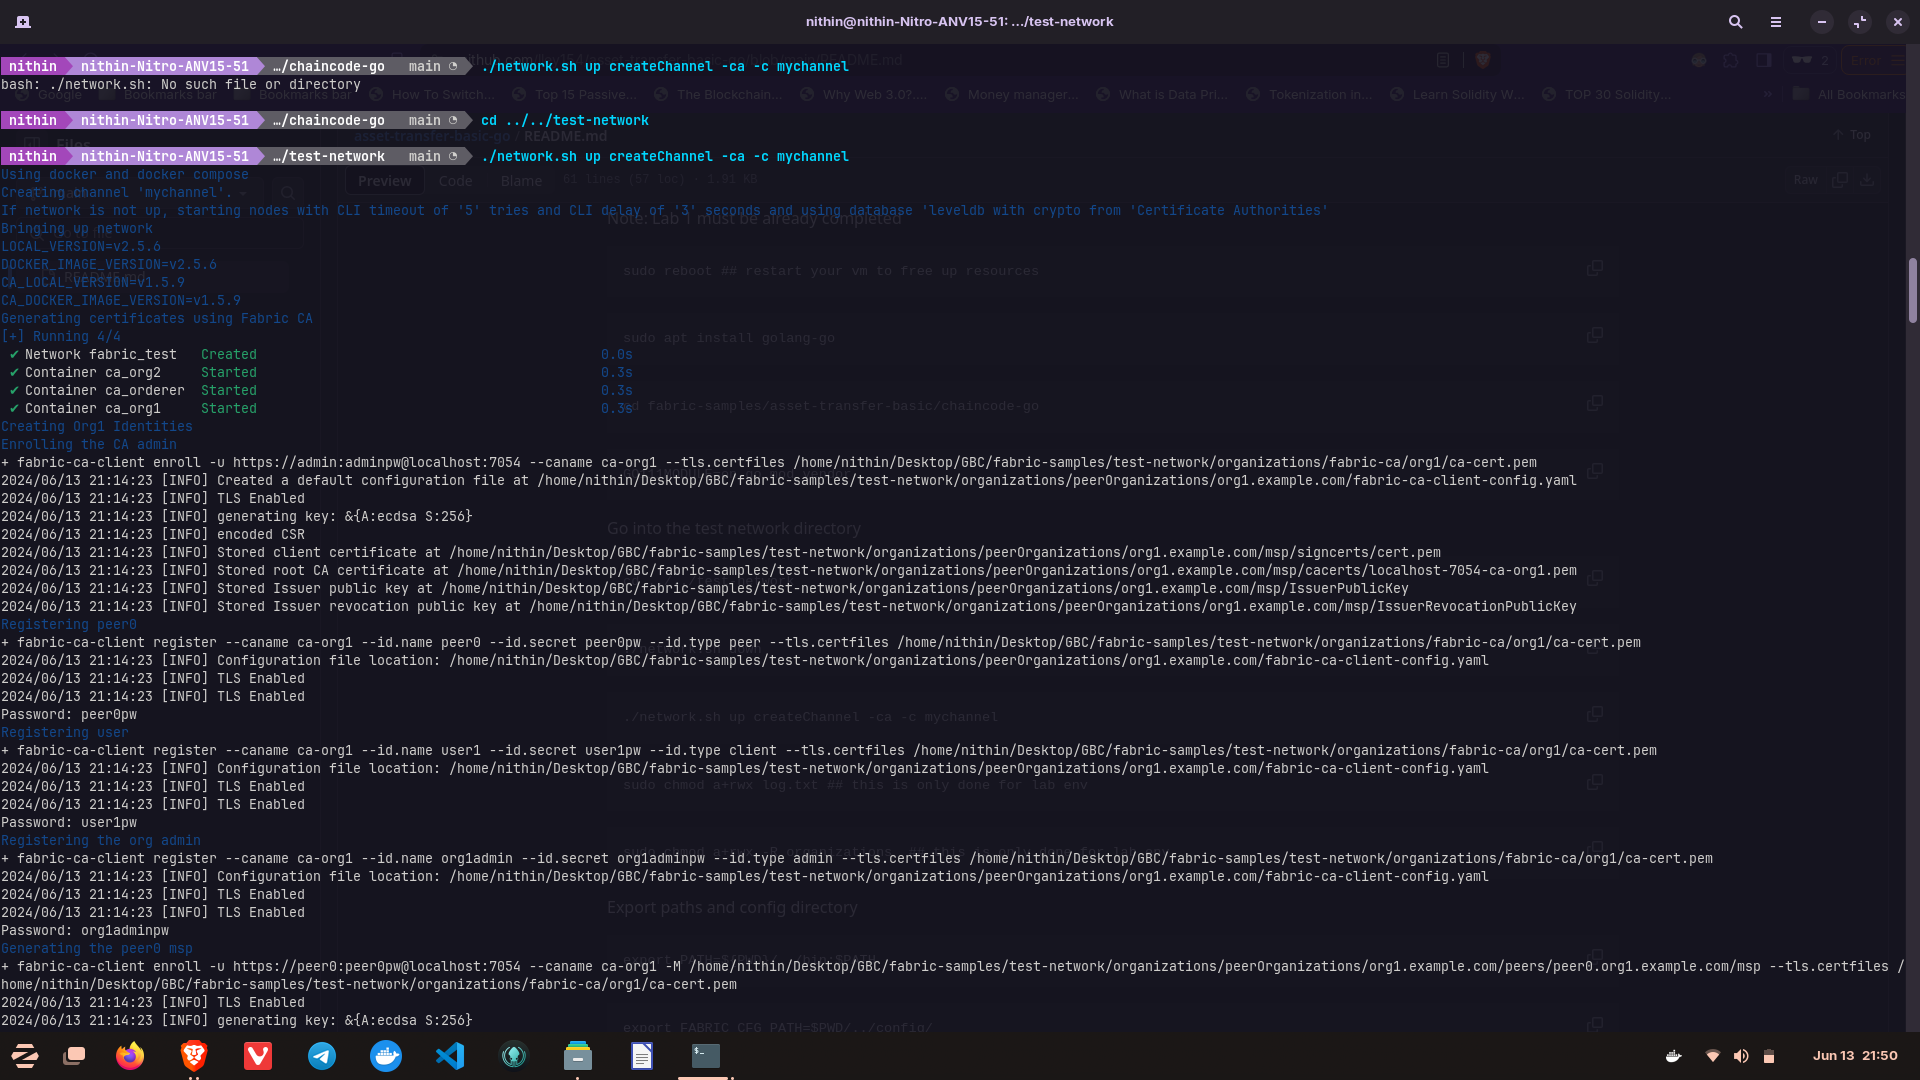 nithin@nithin-Nitro-ANV15-51: .../test-network
nithin nithin-Nitro-ANV15-51 …/chaincode-go main ./network.sh up createChannel -ca -c mychannel
bash: ./network.sh: No such file or directory
nithin nithin-Nitro-ANV15-51 …/chaincode-go main cd ../../test-network
nithin nithin-Nitro-ANV15-51 …/test-network main ./network.sh up createChannel -ca -c mychannel
Using docker and docker compose
Creating channel 'mychannel'.
If network is not up, starting nodes with CLI timeout of '5' tries and CLI delay of '3' seconds and using database 'leveldb with crypto from 'Certificate Authorities'
Bringing up network
LOCAL_VERSION=v2.5.6
DOCKER_IMAGE_VERSION=v2.5.6
CA_LOCAL_VERSION=v1.5.9
CA_DOCKER_IMAGE_VERSION=v1.5.9
Generating certificates using Fabric CA
[+] Running 4/4
✔ Network fabric_test Created 0.0s
✔ Container ca_org2 Started 0.3s
✔ Container ca_orderer Started 0.3s
✔ Container ca_org1 Started 0.3s
Creating Org1 Identities
Enrolling the CA admin
+ fabric-ca-client enroll -u https://admin:adminpw@localhost:7054 --caname ca-org1 --tls.certfiles /home/nithin/Desktop/GBC/fabric-samples/test-network/organizations/fabric-ca/org1/ca-cert.pem
2024/06/13 21:14:23 [INFO] Created a default configuration file at /home/nithin/Desktop/GBC/fabric-samples/test-network/organizations/peerOrganizations/org1.example.com/fabric-ca-client-config.yaml
2024/06/13 21:14:23 [INFO] TLS Enabled
2024/06/13 21:14:23 [INFO] generating key: &{A:ecdsa S:256}
2024/06/13 21:14:23 [INFO] encoded CSR
2024/06/13 21:14:23 [INFO] Stored client certificate at /home/nithin/Desktop/GBC/fabric-samples/test-network/organizations/peerOrganizations/org1.example.com/msp/signcerts/cert.pem
2024/06/13 21:14:23 [INFO] Stored root CA certificate at /home/nithin/Desktop/GBC/fabric-samples/test-network/organizations/peerOrganizations/org1.example.com/msp/cacerts/localhost-7054-ca-org1.pem
2024/06/13 21:14:23 [INFO] Stored Issuer public key at /home/nithin/Desktop/GBC/fabric-samples/test-network/organizations/peerOrganizations/org1.example.com/msp/IssuerPublicKey
2024/06/13 21:14:23 [INFO] Stored Issuer revocation public key at /home/nithin/Desktop/GBC/fabric-samples/test-network/organizations/peerOrganizations/org1.example.com/msp/IssuerRevocationPublicKey
Registering peer0
+ fabric-ca-client register --caname ca-org1 --id.name peer0 --id.secret peer0pw --id.type peer --tls.certfiles /home/nithin/Desktop/GBC/fabric-samples/test-network/organizations/fabric-ca/org1/ca-cert.pem
2024/06/13 21:14:23 [INFO] Configuration file location: /home/nithin/Desktop/GBC/fabric-samples/test-network/organizations/peerOrganizations/org1.example.com/fabric-ca-client-config.yaml
2024/06/13 21:14:23 [INFO] TLS Enabled
2024/06/13 21:14:23 [INFO] TLS Enabled
Password: peer0pw
Registering user
+ fabric-ca-client register --caname ca-org1 --id.name user1 --id.secret user1pw --id.type client --tls.certfiles /home/nithin/Desktop/GBC/fabric-samples/test-network/organizations/fabric-ca/org1/ca-cert.pem
2024/06/13 21:14:23 [INFO] Configuration file location: /home/nithin/Desktop/GBC/fabric-samples/test-network/organizations/peerOrganizations/org1.example.com/fabric-ca-client-config.yaml
2024/06/13 21:14:23 [INFO] TLS Enabled
2024/06/13 21:14:23 [INFO] TLS Enabled
Password: user1pw
Registering the org admin
+ fabric-ca-client register --caname ca-org1 --id.name org1admin --id.secret org1adminpw --id.type admin --tls.certfiles /home/nithin/Desktop/GBC/fabric-samples/test-network/organizations/fabric-ca/org1/ca-cert.pem
2024/06/13 21:14:23 [INFO] Configuration file location: /home/nithin/Desktop/GBC/fabric-samples/test-network/organizations/peerOrganizations/org1.example.com/fabric-ca-client-config.yaml
2024/06/13 21:14:23 [INFO] TLS Enabled
2024/06/13 21:14:23 [INFO] TLS Enabled
Password: org1adminpw
Generating the peer0 msp
+ fabric-ca-client enroll -u https://peer0:peer0pw@localhost:7054 --caname ca-org1 -M /home/nithin/Desktop/GBC/fabric-samples/test-network/organizations/peerOrganizations/org1.example.com/peers/peer0.org1.example.com/msp --tls.certfiles /
home/nithin/Desktop/GBC/fabric-samples/test-network/organizations/fabric-ca/org1/ca-cert.pem
2024/06/13 21:14:23 [INFO] TLS Enabled
2024/06/13 21:14:23 [INFO] generating key: &{A:ecdsa S:256}
Jun 13 21:50